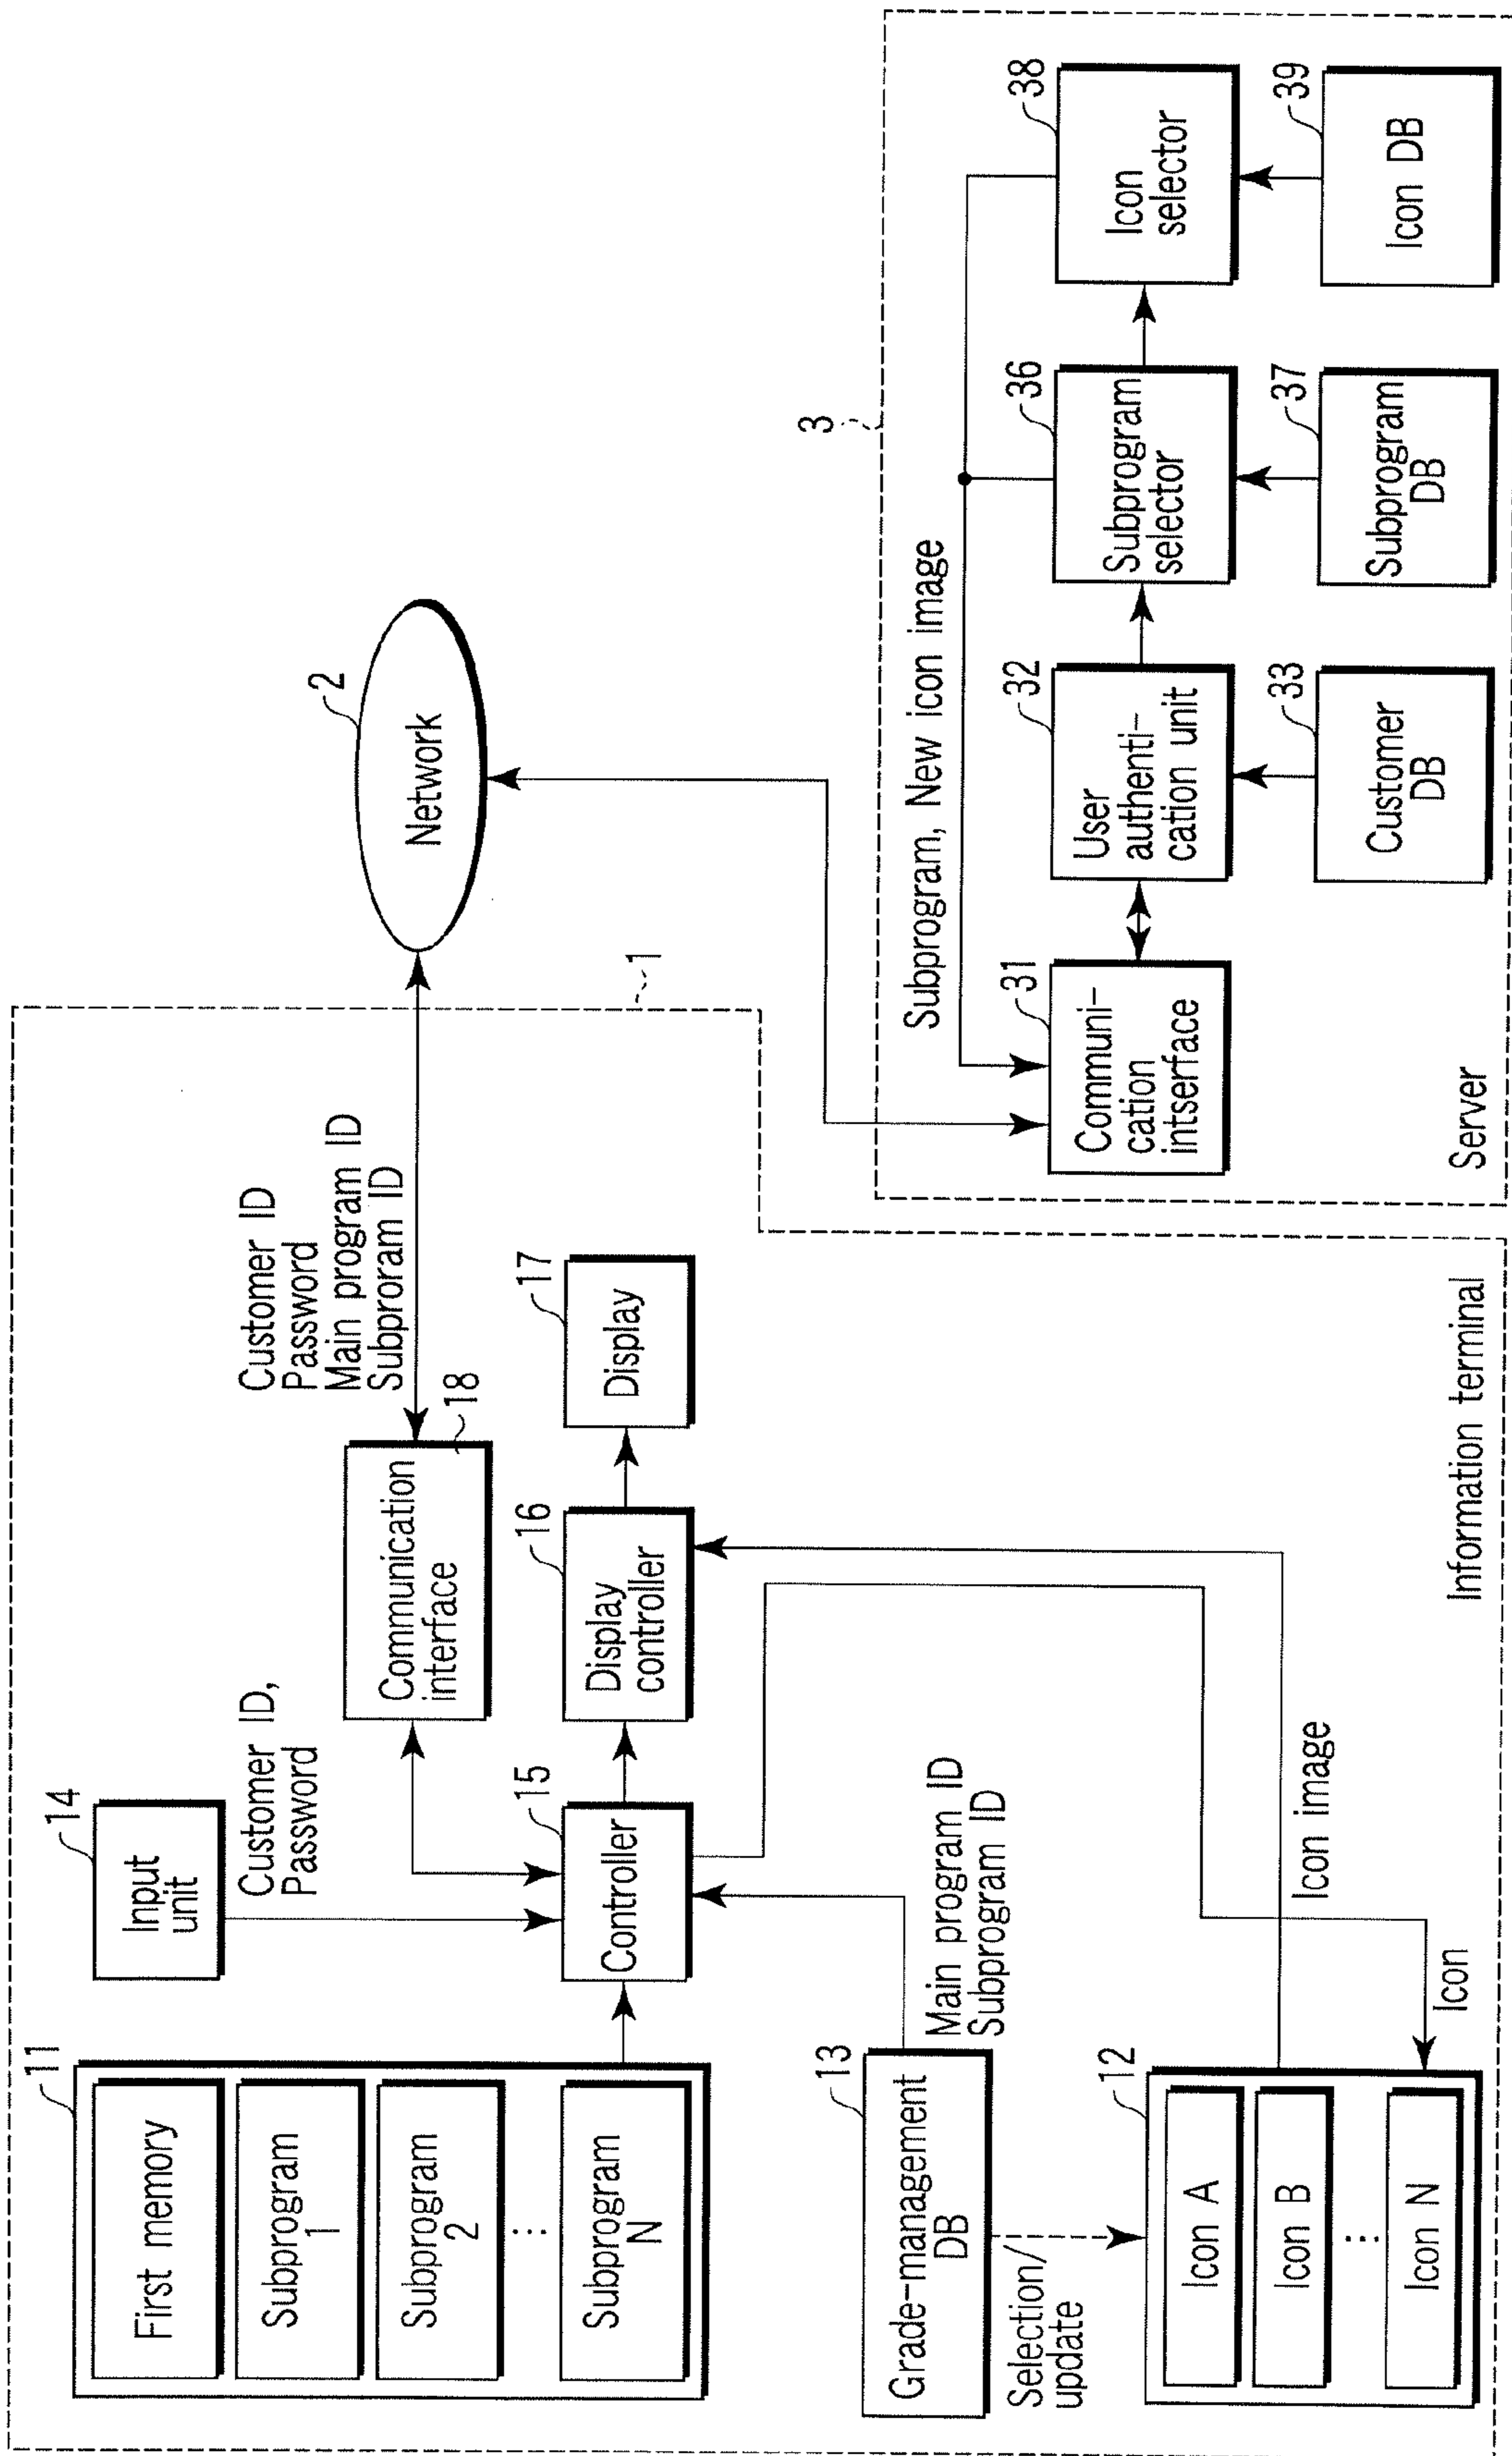 1
11
First memory
Subprogram
1
Subprogram
2
⋮
Subprogram
N
14
Input
unit
Customer ID,
Password
15
Controller
Communication
interface
18
Customer ID
Password
Main program ID
Subproram ID
16
Display
controller
17
Display
13
Grade-management
DB
Main program ID
Subprogram ID
Selection/
update
12
Icon A
Icon B
⋮
Icon N
Icon image
Icon
Information terminal
2
Network
3
Subprogram, New icon image
31
Communi-
cation
intserface
32
User
authenti-
cation unit
36
Subprogram
selector
38
Icon
selector
33
Customer
DB
37
Subprogram
DB
39
Icon DB
Server